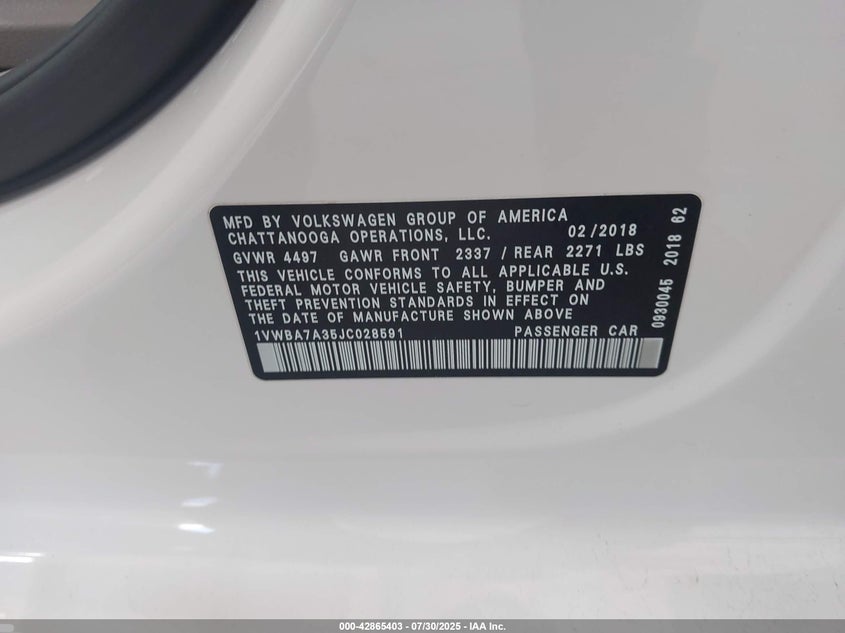 MFD BY VOLKSWAGEN GROUP OF AMERICA
CHATTANOOGA OPERATIONS, LLC. 02/2018
GVWR 4497 GAWR FRONT 2337 / REAR 2271 LBS
THIS VEHICLE CONFORMS TO ALL APPLICABLE U.S.
FEDERAL MOTOR VEHICLE SAFETY, BUMPER AND
THEFT PREVENTION STANDARDS IN EFFECT ON
THE DATE OF MANUFACTURE SHOWN ABOVE
1VWBA7A35JC028591 PASSENGER CAR
0930045 2018 62
000-42865403 - 07/30/2025 - IAA Inc.